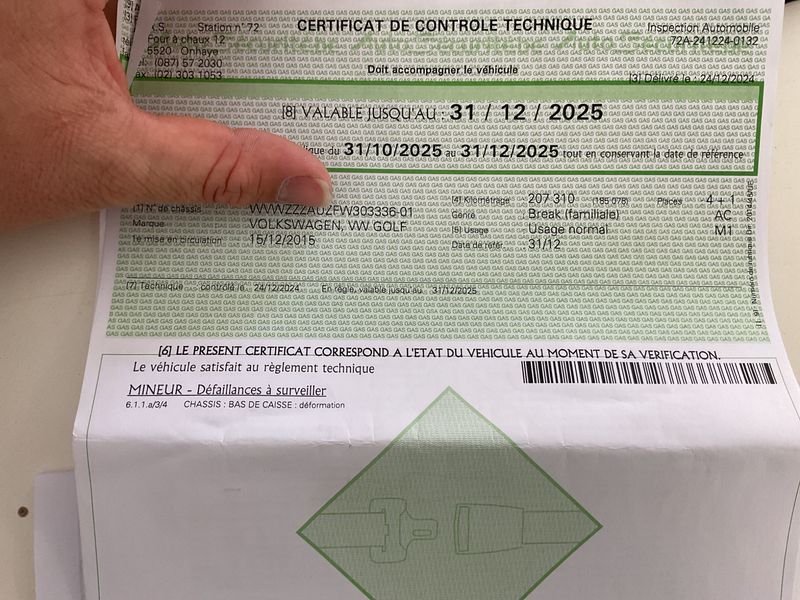 Station n°72
CERTIFICAT DE CONTROLE TECHNIQUE
Inspection Automobile
Four à chaux 12
72A-241224-0132
5520 Onhaye
(087) 57 2030
Doit accompagner le véhicule
(02) 303 1053
[3] Délivré le : 24/12/2024
[8] VALABLE JUSQU'AU : 31 / 12 / 2025
du 31/10/2025 au 31/12/2025 tout en conservant la date de référence
[1] N° de châssis WVWZZZAUZFW303336-01
[4] Kilométrage 207 310 (195 078) Places 4 + 1
Marque VOLKSWAGEN, VW GOLF
Genre Break (familiale) AC
1e mise en circulation 15/12/2015
[5] Usage Usage normal M1
Date de réfèr 31/12
[7] Technique contrôlé le 24/12/2024 En règle, valable jusqu'au 31/12/2025
[6] LE PRESENT CERTIFICAT CORRESPOND A L'ETAT DU VEHICULE AU MOMENT DE SA VERIFICATION.
Le véhicule satisfait au règlement technique
MINEUR - Défaillances à surveiller
6.1.1.a/3/4 CHASSIS : BAS DE CAISSE : déformation